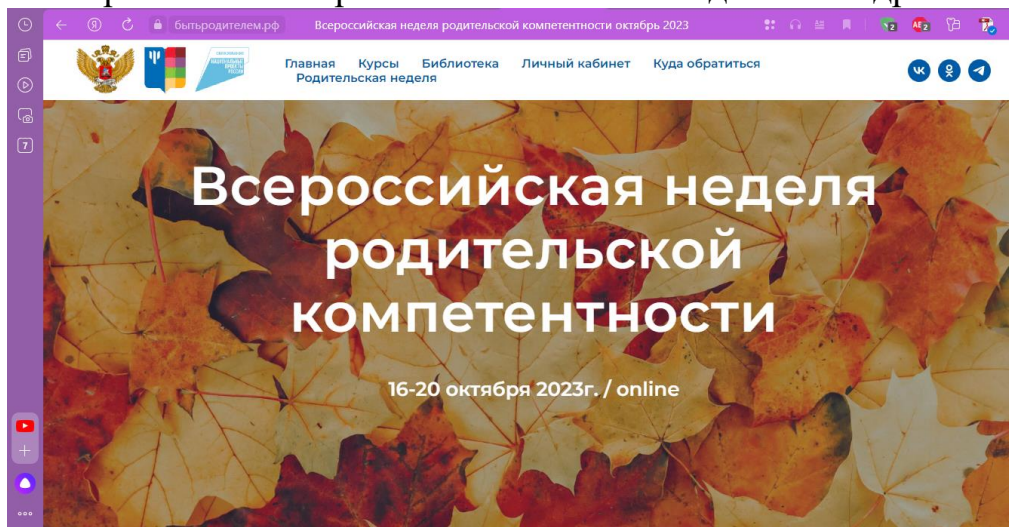 бытьродителем.рф Всероссийская неделя родительской компетентности октябрь 2023
Главная Курсы Библиотека Личный кабинет Куда обратиться
Родительская неделя
7
Всероссийская неделя
родительской
компетентности
16-20 октября 2023г. / online